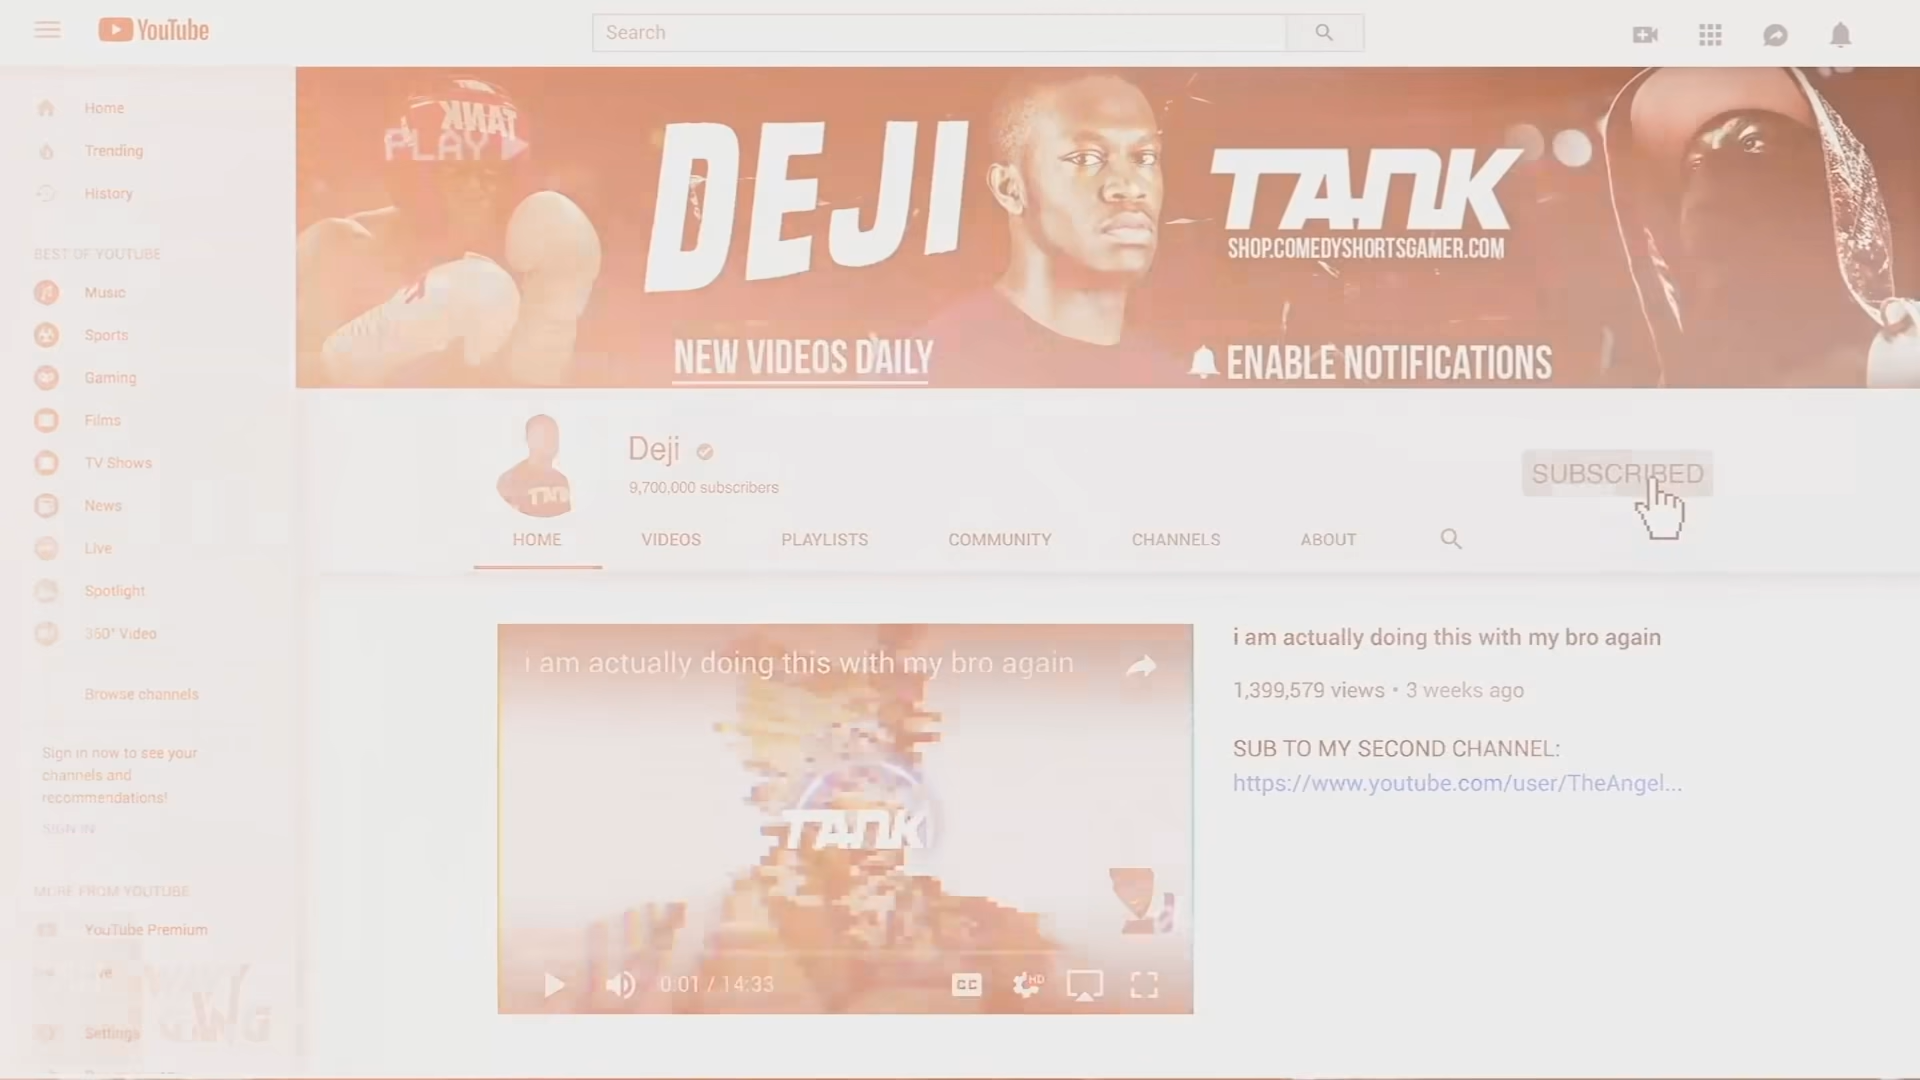 YouTube
Search
Home
Trending
History
BEST OF YOUTUBE
Music
Sports
Gaming
Films
TV Shows
News
Live
Spotlight
360° Video
Browse channels
Sign in now to see your
channels and
recommendations!
SIGN IN
MORE FROM YOUTUBE
YouTube Premium
Settings
TANK
PLAY
DEJI
NEW VIDEOS DAILY
TANK
SHOP.COMEDYSHORTSGAMER.COM
ENABLE NOTIFICATIONS
Deji
9,700,000 subscribers
SUBSCRIBED
HOME
VIDEOS
PLAYLISTS
COMMUNITY
CHANNELS
ABOUT
i am actually doing this with my bro again
TANK
0:01 / 14:33
CC
HD
i am actually doing this with my bro again
1,399,579 views • 3 weeks ago
SUB TO MY SECOND CHANNEL:
https://www.youtube.com/user/TheAngel...